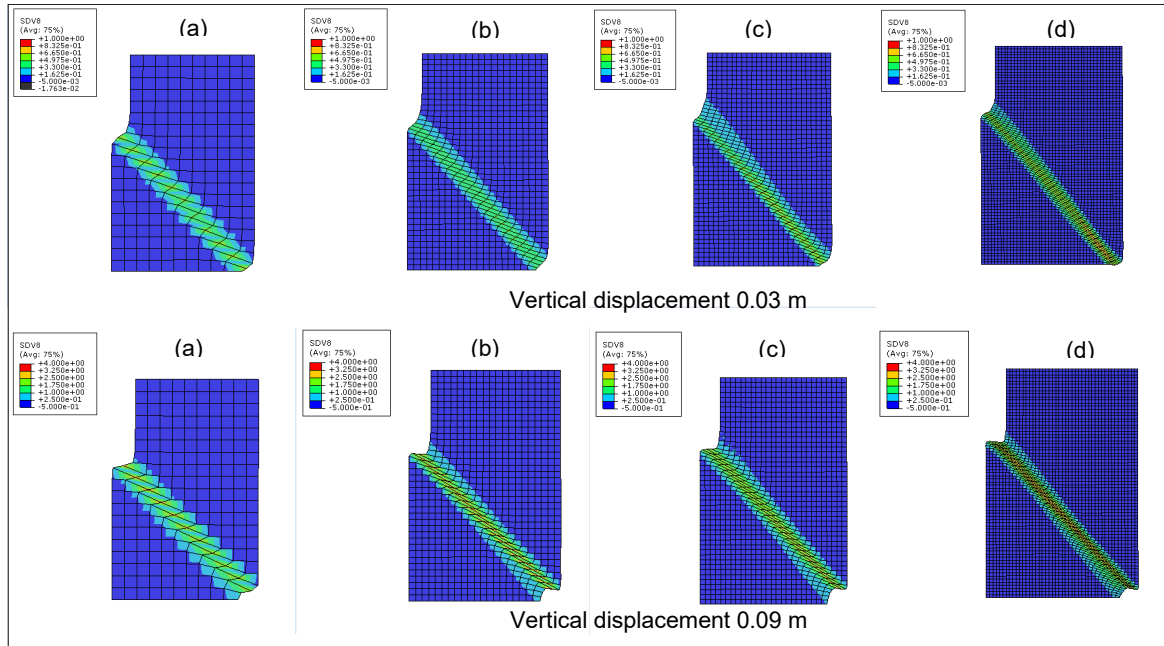 (a)
SDV8
(Avg: 75%)
+1.000e+00
+8.325e-01
+6.650e-01
+4.975e-01
+3.300e-01
+1.625e-01
-5.000e-03
-1.763e-02
(b)
SDV8
(Avg: 75%)
+1.000e+00
+8.325e-01
+6.650e-01
+4.975e-01
+3.300e-01
+1.625e-01
-5.000e-03
(c)
SDV8
(Avg: 75%)
+1.000e+00
+8.325e-01
+6.650e-01
+4.975e-01
+3.300e-01
+1.625e-01
-5.000e-03
(d)
SDV8
(Avg: 75%)
+1.000e+00
+8.325e-01
+6.650e-01
+4.975e-01
+3.300e-01
+1.625e-01
-5.000e-03
Vertical displacement 0.03 m
(a)
SDV8
(Avg: 75%)
+4.000e+00
+3.250e+00
+2.500e+00
+1.750e+00
+1.000e+00
+2.500e-01
-5.000e-01
(b)
SDV8
(Avg: 75%)
+4.000e+00
+3.250e+00
+2.500e+00
+1.750e+00
+1.000e+00
+2.500e-01
-5.000e-01
(c)
SDV8
(Avg: 75%)
+4.000e+00
+3.250e+00
+2.500e+00
+1.750e+00
+1.000e+00
+2.500e-01
-5.000e-01
(d)
SDV8
(Avg: 75%)
+4.000e+00
+3.250e+00
+2.500e+00
+1.750e+00
+1.000e+00
+2.500e-01
-5.000e-01
Vertical displacement 0.09 m